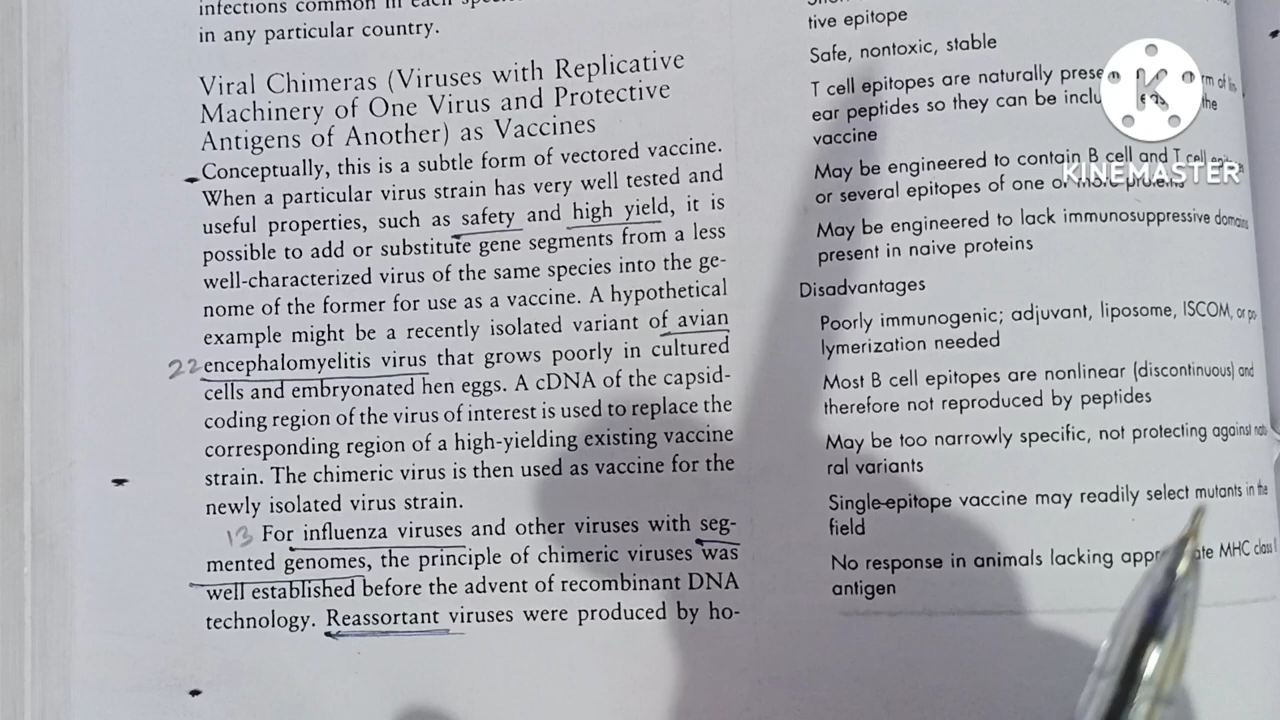 infections common in each
in any particular country.
Viral Chimeras (Viruses with Replicative
Machinery of One Virus and Protective
Antigens of Another) as Vaccines
Conceptually, this is a subtle form of vectored vaccine.
When a particular virus strain has very well tested and
useful properties, such as safety and high yield, it is
possible to add or substitute gene segments from a less
well-characterized virus of the same species into the ge-
nome of the former for use as a vaccine. A hypothetical
example might be a recently isolated variant of avian
22 encephalomyelitis virus that grows poorly in cultured
cells and embryonated hen eggs. A cDNA of the capsid-
coding region of the virus of interest is used to replace the
corresponding region of a high-yielding existing vaccine
strain. The chimeric virus is then used as vaccine for the
newly isolated virus strain.
13 For influenza viruses and other viruses with seg-
mented genomes, the principle of chimeric viruses was
well established before the advent of recombinant DNA
technology. Reassortant viruses were produced by ho-
tive epitope
Safe, nontoxic, stable
T cell epitopes are naturally form of
ear peptides so they can be the
vaccine
May be engineered to contain B cell and T cell
or several epitopes of one or more proteins
May be engineered to lack immunosuppressive domains
present in naive proteins
Disadvantages
Poorly immunogenic; adjuvant, liposome, ISCOM, or po-
lymerization needed
Most B cell epitopes are nonlinear (discontinuous) and
therefore not reproduced by peptides
May be too narrowly specific, not protecting against natu-
ral variants
Single-epitope vaccine may readily select mutants in the
field
No response in animals lacking MHC class I
antigen
K
KINEMASTER